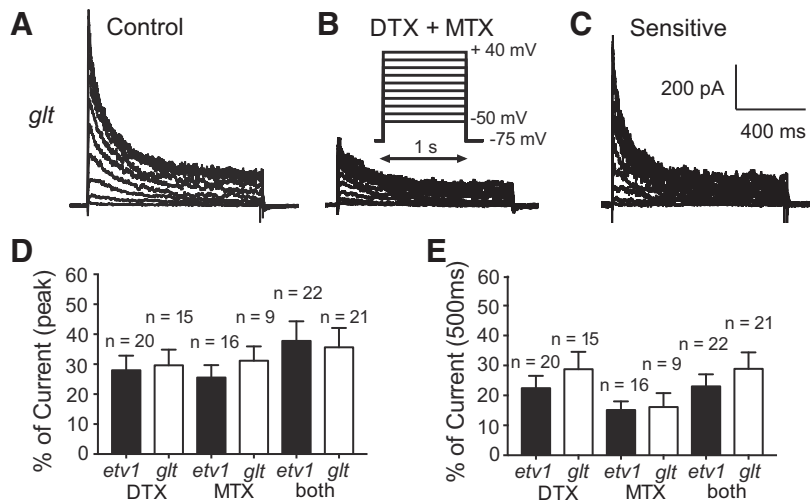 A Control
B DTX + MTX
C Sensitive
+ 40 mV
-50 mV
-75 mV
1 s
200 pA
400 ms
glt
D
% of Current (peak)
60
50
40
30
20
10
0
n = 20
n = 15
n = 16
n = 9
n = 22
n = 21
etv1 glt etv1 glt etv1 glt
DTX MTX both
E
% of Current (500ms)
60
50
40
30
20
10
0
n = 20
n = 15
n = 16
n = 9
n = 22
n = 21
etv1 glt etv1 glt etv1 glt
DTX MTX both